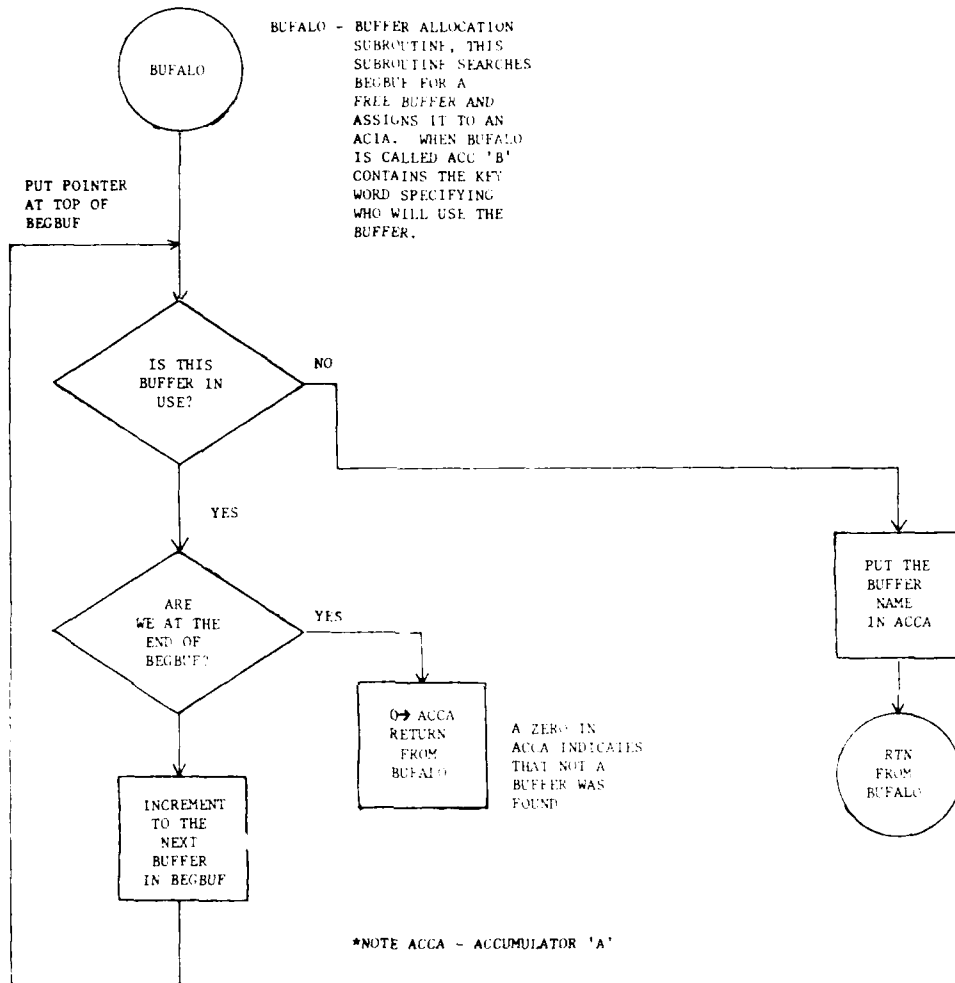 BUFALO
BUFALO - BUFFER ALLOCATION
SUBROUTINE, THIS
SUBROUTINE SEARCHES
BEGBUF FOR A
FREE BUFFER AND
ASSIGNS IT TO AN
ACIA. WHEN BUFALO
IS CALLED ACC 'B'
CONTAINS THE KEY
WORD SPECIFYING
WHO WILL USE THE
BUFFER.
PUT POINTER
AT TOP OF
BEGBUF
IS THIS
BUFFER IN
USE?
NO
YES
ARE
WE AT THE
END OF
BEGBUF?
YES
0→ ACCA
RETURN
FROM
BUFALO
A ZERO IN
ACCA INDICATES
THAT NOT A
BUFFER WAS
FOUND
PUT THE
BUFFER
NAME
IN ACCA
RTN
FROM
BUFALO
INCREMENT
TO THE
NEXT
BUFFER
IN BEGBUF
*NOTE ACCA - ACCUMULATOR 'A'